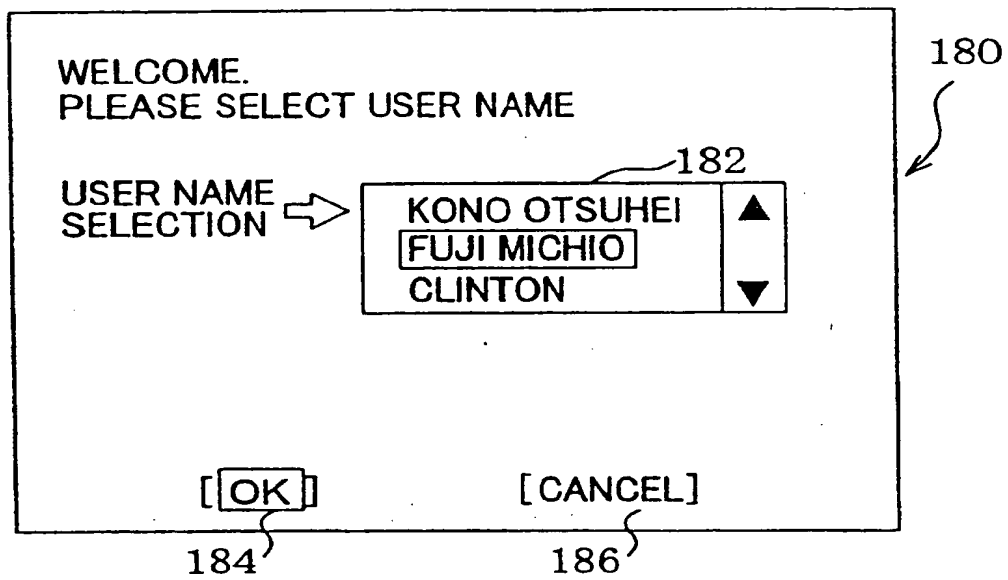 180
WELCOME.
PLEASE SELECT USER NAME
182
USER NAME
SELECTION
KONO OTSUHEI
FUJI MICHIO
CLINTON
[OK]
[CANCEL]
184
186